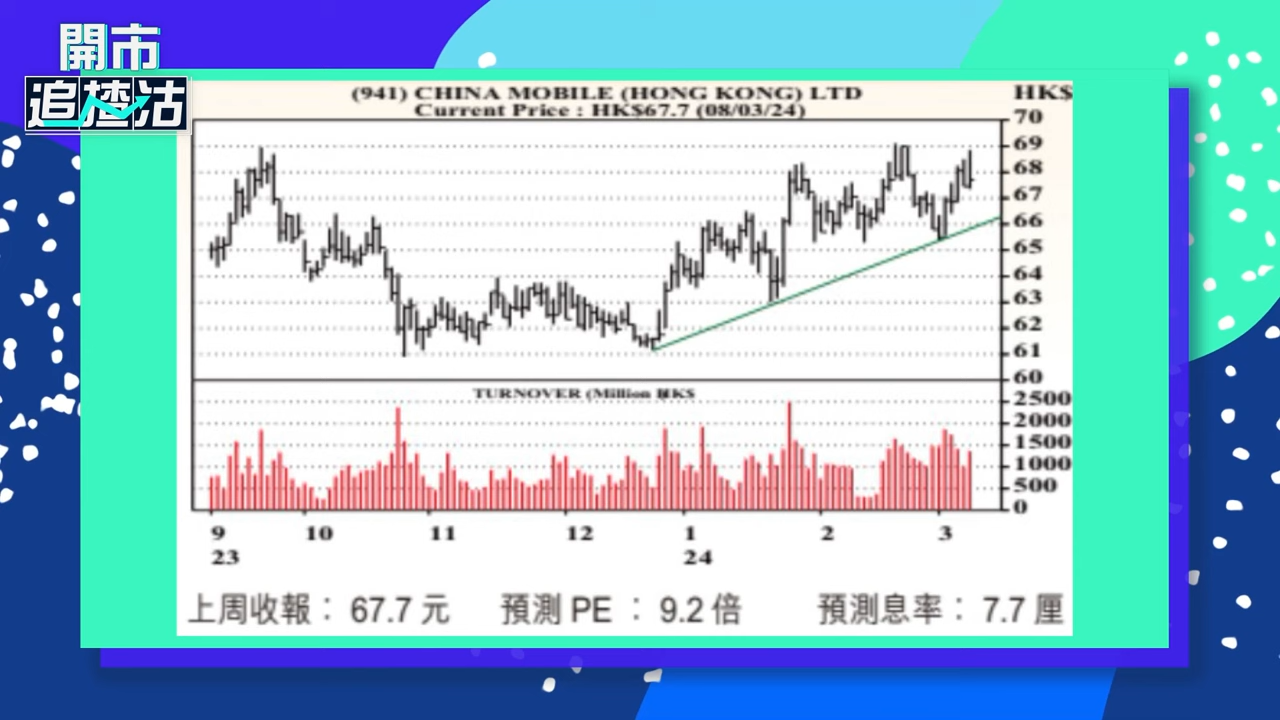 開市
追揸沽
(941) CHINA MOBILE (HONG KONG) LTD
Current Price : HK$67.7 (08/03/24)
HK$
70
69
68
67
66
65
64
63
62
61
60
TURNOVER (Million HK$
2500
2000
1500
1000
500
0
9 10 11 12 1 2 3
23 24
上周收報： 67.7 元 預測 PE ： 9.2 倍 預測息率： 7.7 厘